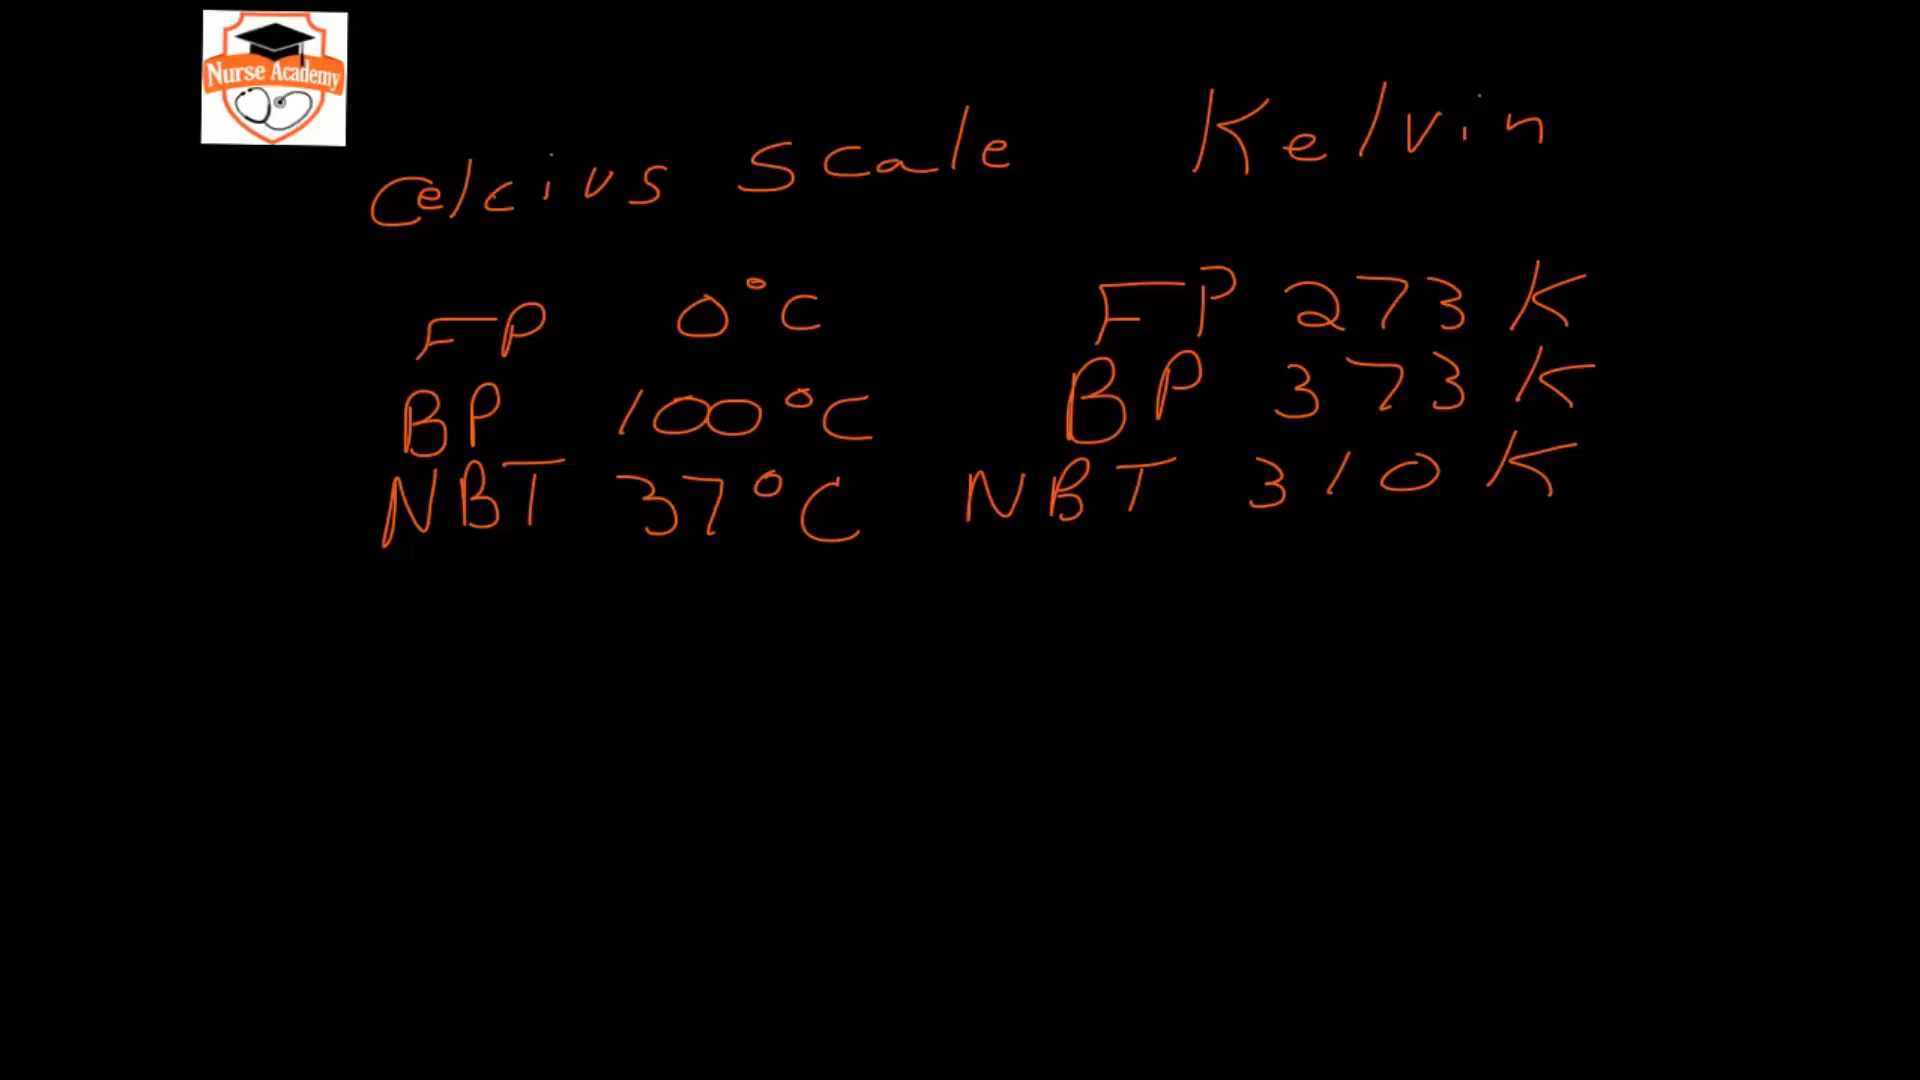 Nurse Academy
Celcius Scale Kelvin
FP 0°C FP 273 K
BP 100°C BP 373 K
NBT 37°C NBT 310 K